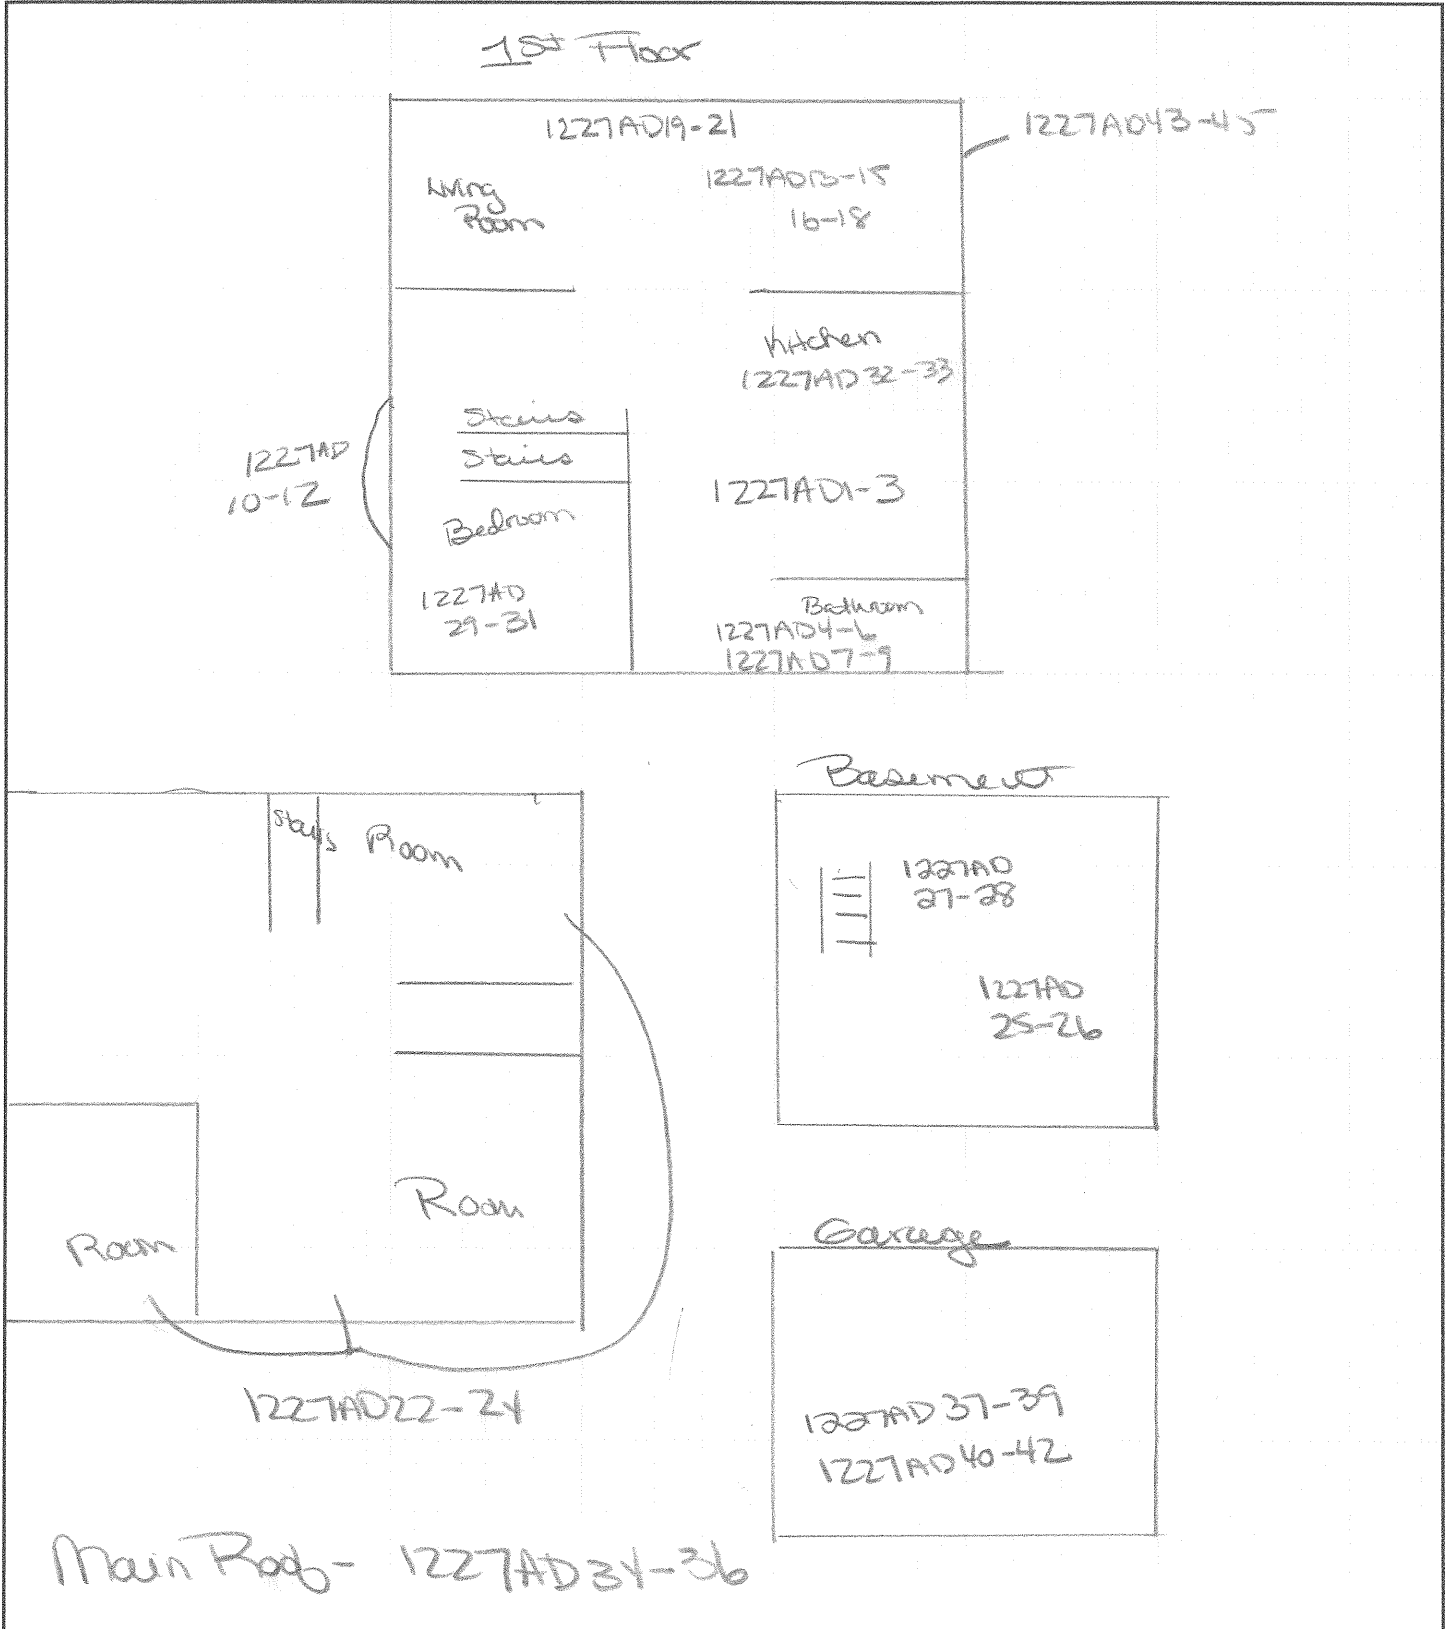 1st Floor
1227AD19-21
1227AD43-45
Living
Room
1227AD13-15
16-18
Kitchen
1227AD32-33
Stairs
Stairs
1227AD
10-12
1227AD1-3
Bedroom
1227AD
29-31
Bathroom
1227AD4-6
1227AD7-9
Basement
Stairs
Room
1227AD
27-28
1227AD
25-26
Room
Room
Garage
1227AD22-24
1227AD37-39
1227AD40-42
Main Roof- 1227AD34-36